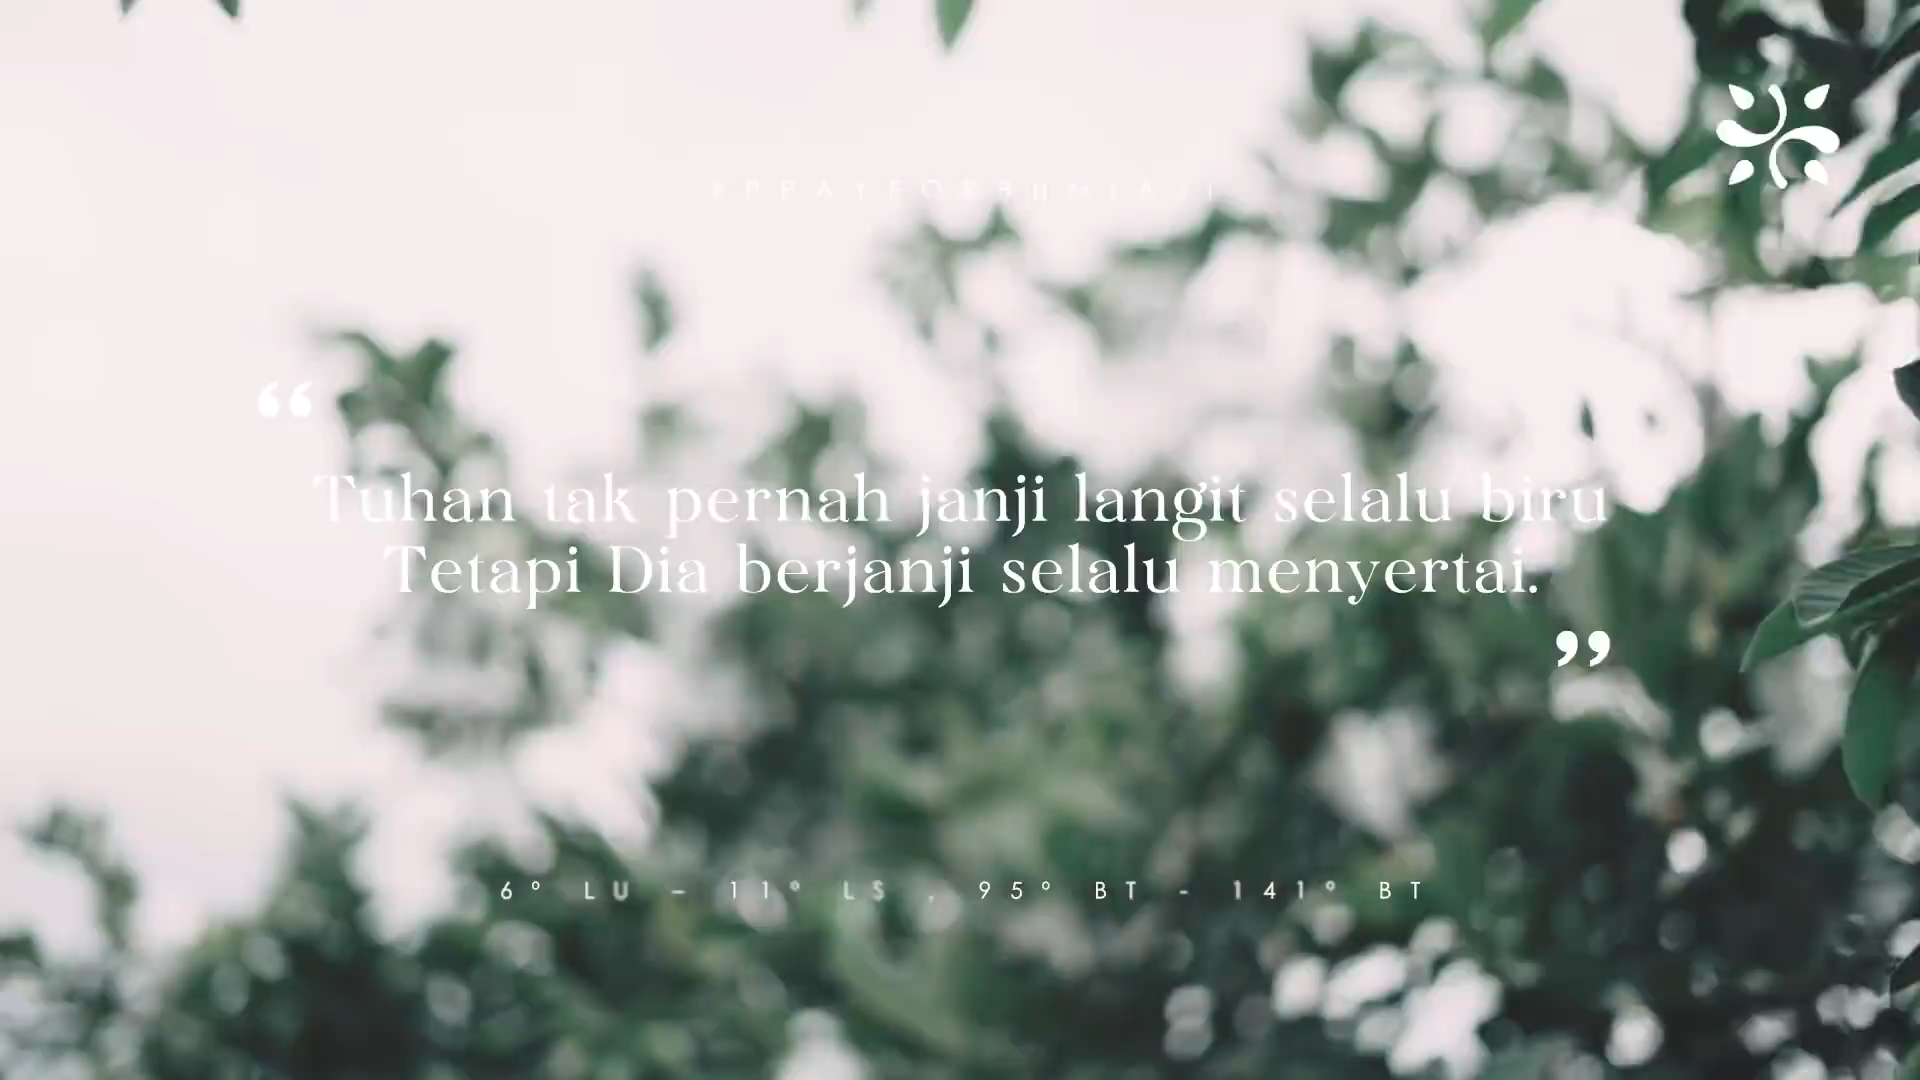 #PRAYFORBUMIAJI
“
Tuhan tak pernah janji langit selalu biru
Tetapi Dia berjanji selalu menyertai.
”
6° LU – 11° LS , 95° BT - 141° BT